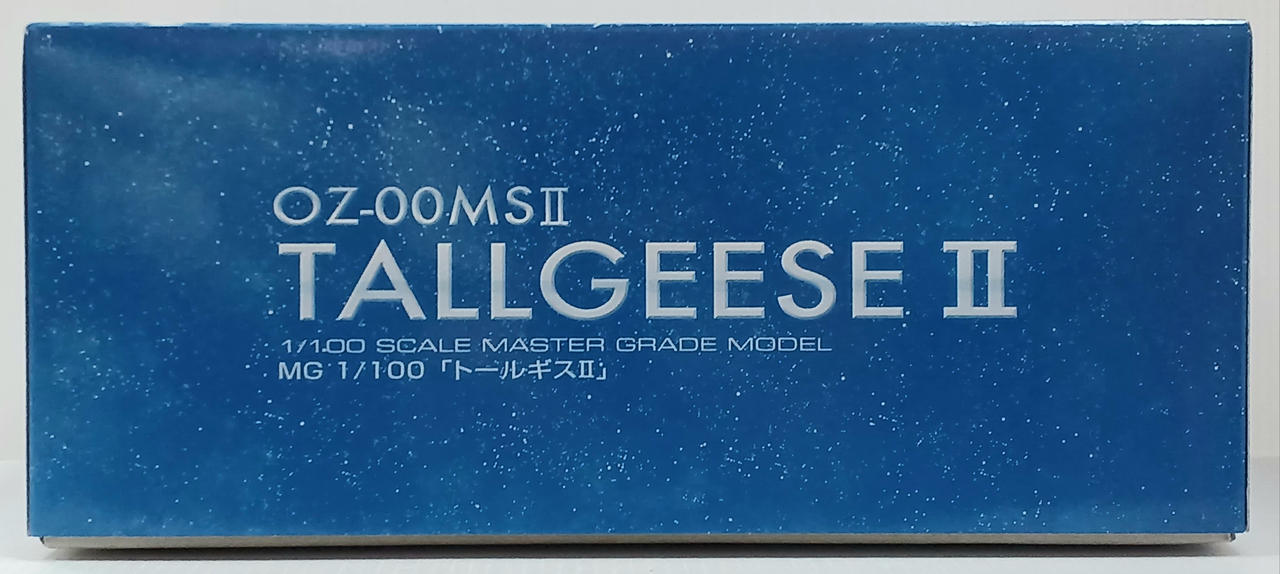 OZ-00MSⅡ
TALLGEESE Ⅱ
1/100 SCALE MASTER GRADE MODEL
MG 1/100「トールギスⅡ」